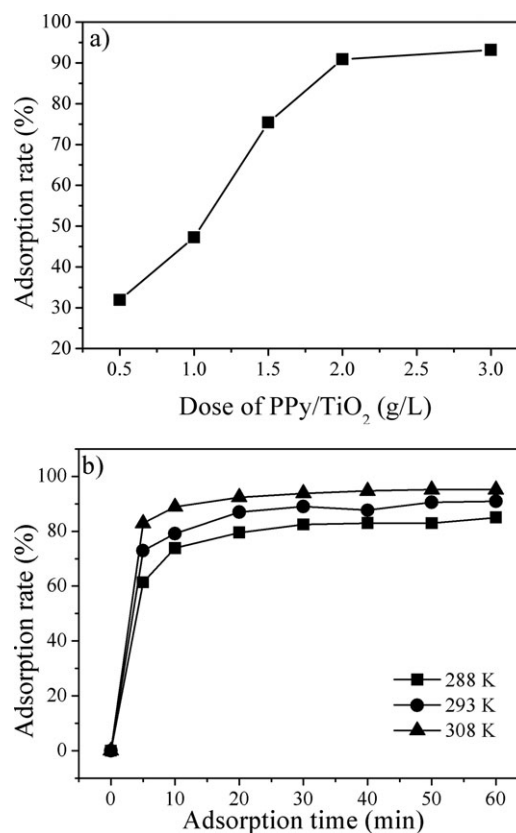 a)
100
90
80
70
60
50
40
30
20
Adsorption rate (%)
0.5 1.0 1.5 2.0 2.5 3.0
Dose of PPy/TiO₂ (g/L)
b)
100
80
60
40
20
0
Adsorption rate (%)
288 K
293 K
308 K
0 10 20 30 40 50 60
Adsorption time (min)